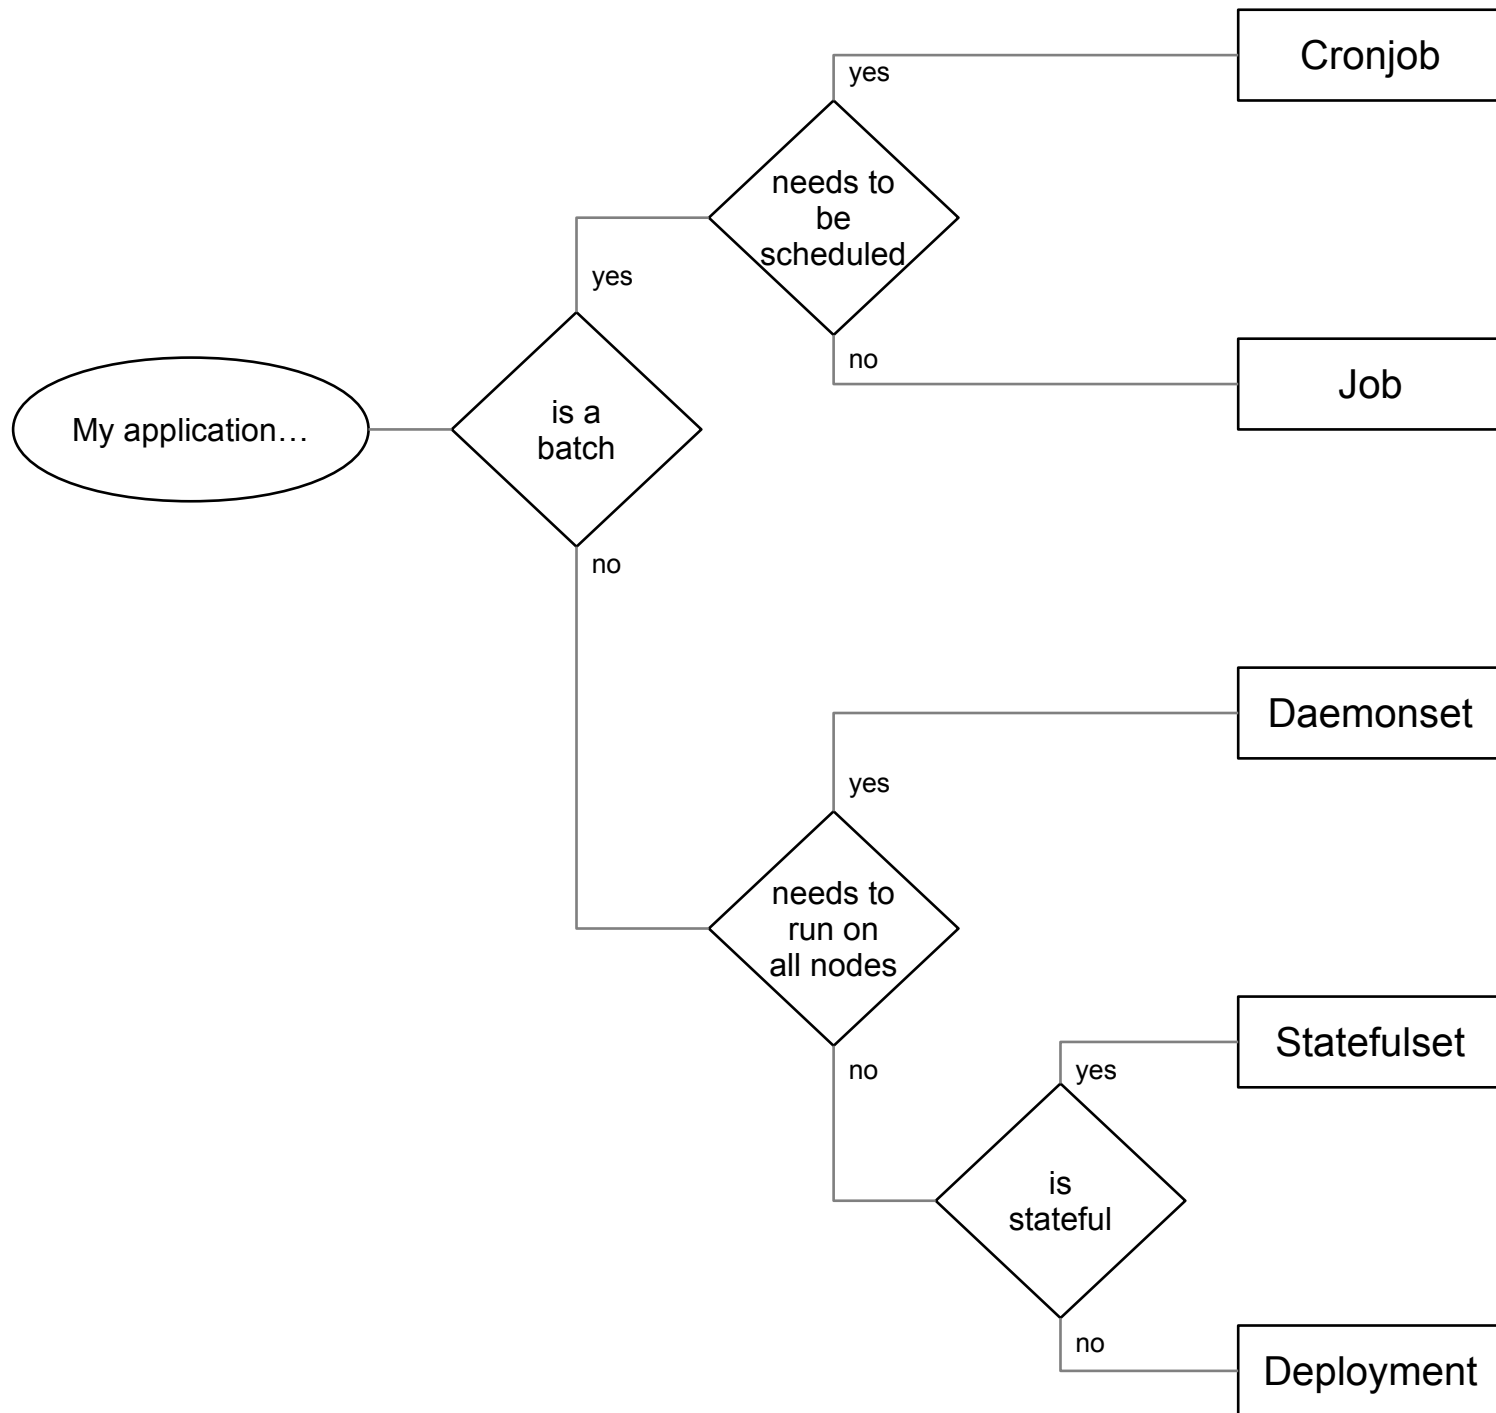 Cronjob
yes
needs to
be
scheduled
yes
no
Job
My application…
is a
batch
no
Daemonset
yes
needs to
run on
all nodes
Statefulset
no
yes
is
stateful
no
Deployment